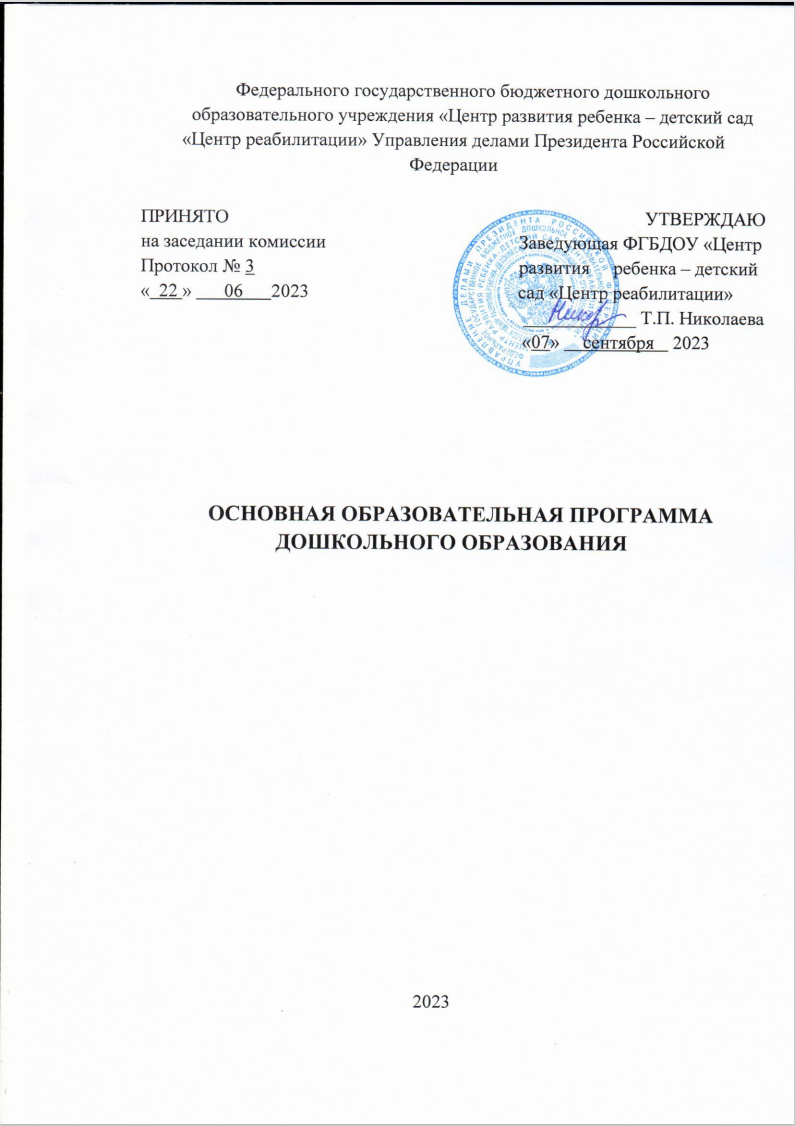 Федерального государственного бюджетного дошкольного
образовательного учреждения «Центр развития ребенка – детский сад
«Центр реабилитации» Управления делами Президента Российской
Федерации
ПРИНЯТО
на заседании комиссии
Протокол № 3
« 22 » 06 2023
УТВЕРЖДАЮ
Заведующая ФГБДОУ «Центр
развития ребенка – детский
сад «Центр реабилитации»
Т.П. Николаева
«07» сентября 2023
ОСНОВНАЯ ОБРАЗОВАТЕЛЬНАЯ ПРОГРАММА
ДОШКОЛЬНОГО ОБРАЗОВАНИЯ
2023